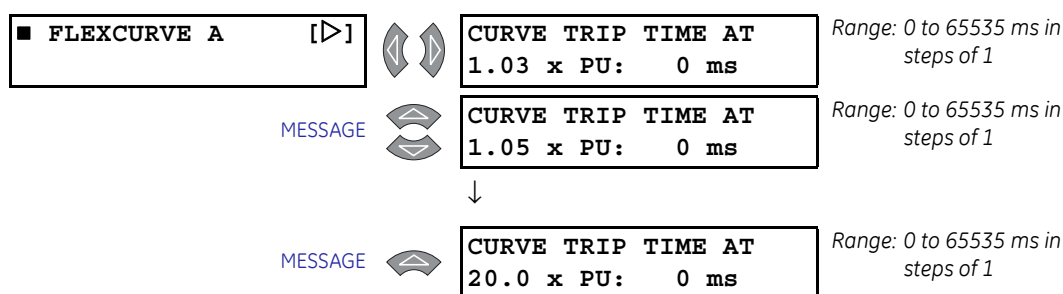 ■ FLEXCURVE A [▷]
CURVE TRIP TIME AT
1.03 x PU: 0 ms
Range: 0 to 65535 ms in
steps of 1
MESSAGE
CURVE TRIP TIME AT
1.05 x PU: 0 ms
Range: 0 to 65535 ms in
steps of 1
↓
MESSAGE
CURVE TRIP TIME AT
20.0 x PU: 0 ms
Range: 0 to 65535 ms in
steps of 1